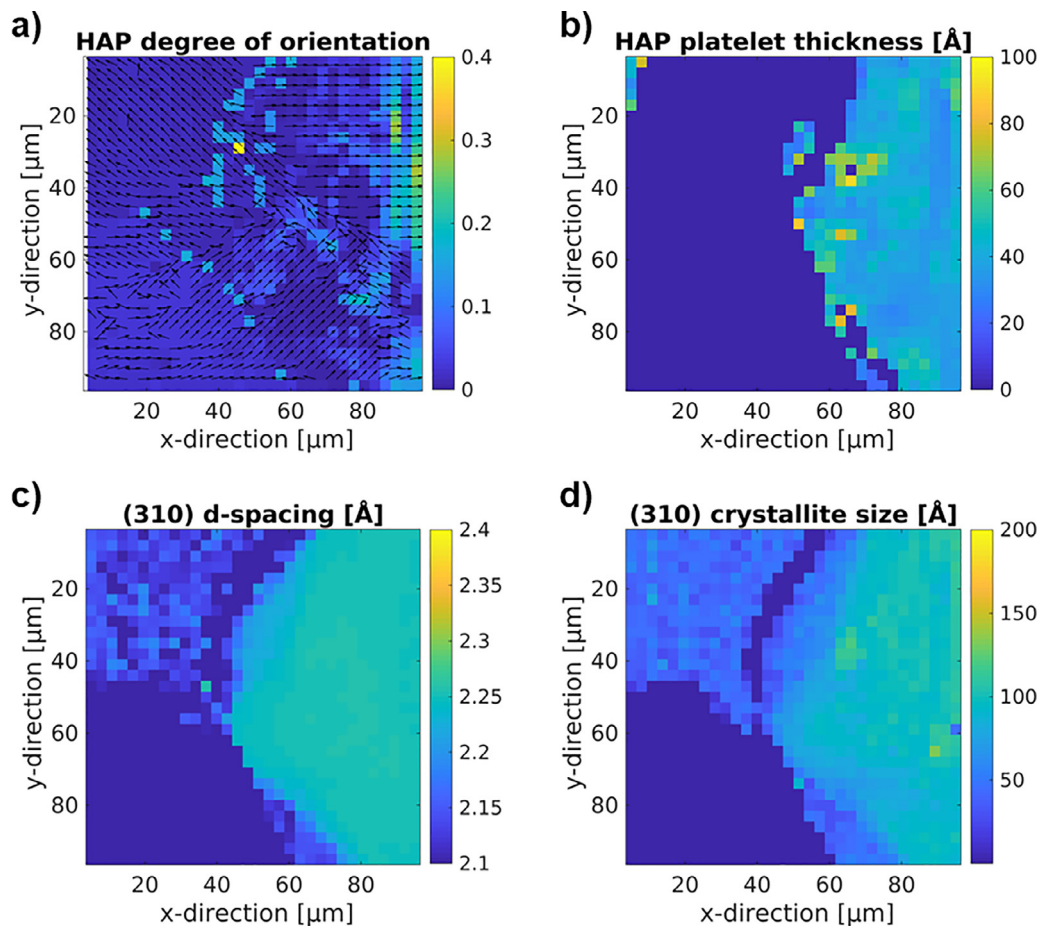 a)
HAP degree of orientation
0.4
0.3
0.2
0.1
0
20
40
60
80
y-direction [µm]
20 40 60 80
x-direction [µm]
b)
HAP platelet thickness [Å]
100
80
60
40
20
0
20
40
60
80
y-direction [µm]
20 40 60 80
x-direction [µm]
c)
(310) d-spacing [Å]
2.4
2.35
2.3
2.25
2.2
2.15
2.1
20
40
60
80
y-direction [µm]
20 40 60 80
x-direction [µm]
d)
(310) crystallite size [Å]
200
150
100
50
20
40
60
80
y-direction [µm]
20 40 60 80
x-direction [µm]